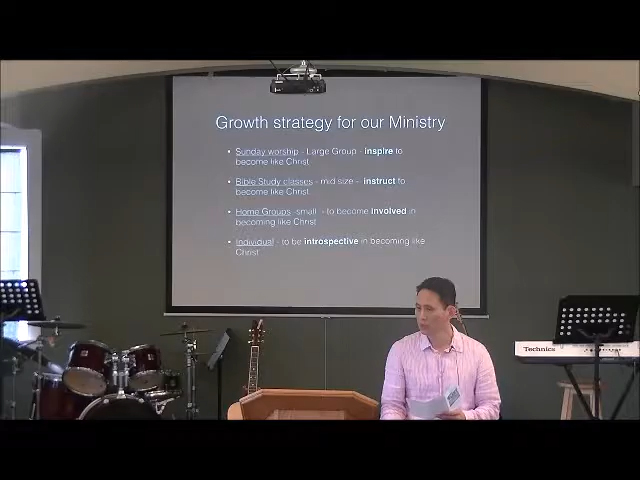 Growth strategy for our Ministry
• Sunday worship - Large Group - inspire to
become like Christ
• Bible Study classes - mid size - instruct to
become like Christ
• Home Groups -small - to become involved in
becoming like Christ
• Individual - to be introspective in becoming like
Christ
Technics